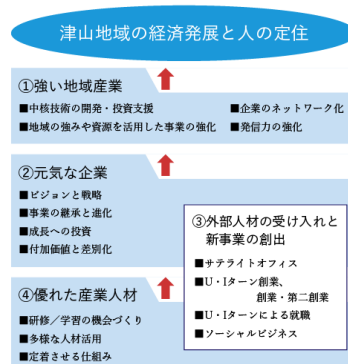 津山地域の経済発展と人の定住
①強い地域産業
■中核技術の開発・投資支援
■企業のネットワーク化
■地域の強みや資源を活用した事業の強化
■発信力の強化
②元気な企業
■ビジョンと戦略
■事業の継承と進化
■成長への投資
■付加価値と差別化
③外部人材の受け入れと
新事業の創出
■サテライトオフィス
■U・Iターン創業、
創業・第二創業
■U・Iターンによる就職
■ソーシャルビジネス
④優れた産業人材
■研修／学習の機会づくり
■多様な人材活用
■定着させる仕組み